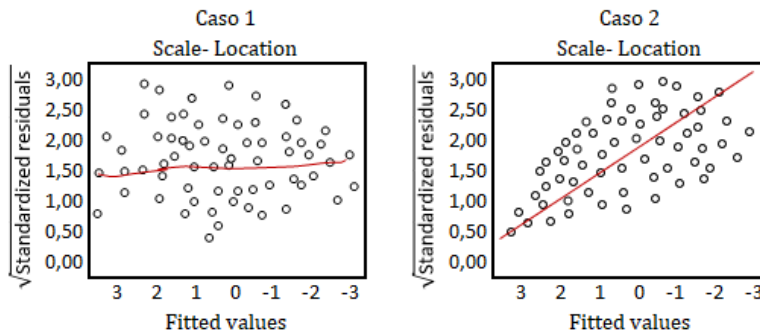 Caso 1
Scale- Location
√Standardized residuals
3,00
2,50
2,00
1,50
1,00
0,50
0,00
3 2 1 0 -1 -2 -3
Fitted values
Caso 2
Scale- Location
√Standardized residuals
3,00
2,50
2,00
1,50
1,00
0,50
0,00
3 2 1 0 -1 -2 -3
Fitted values